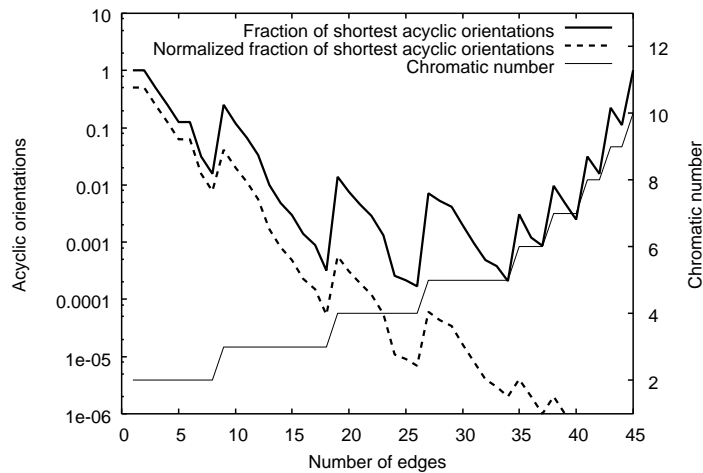 Fraction of shortest acyclic orientations
Normalized fraction of shortest acyclic orientations
Chromatic number
Acyclic orientations
10
1
0.1
0.01
0.001
0.0001
1e-05
1e-06
12
10
8
6
4
2
Chromatic number
0 5 10 15 20 25 30 35 40 45
Number of edges